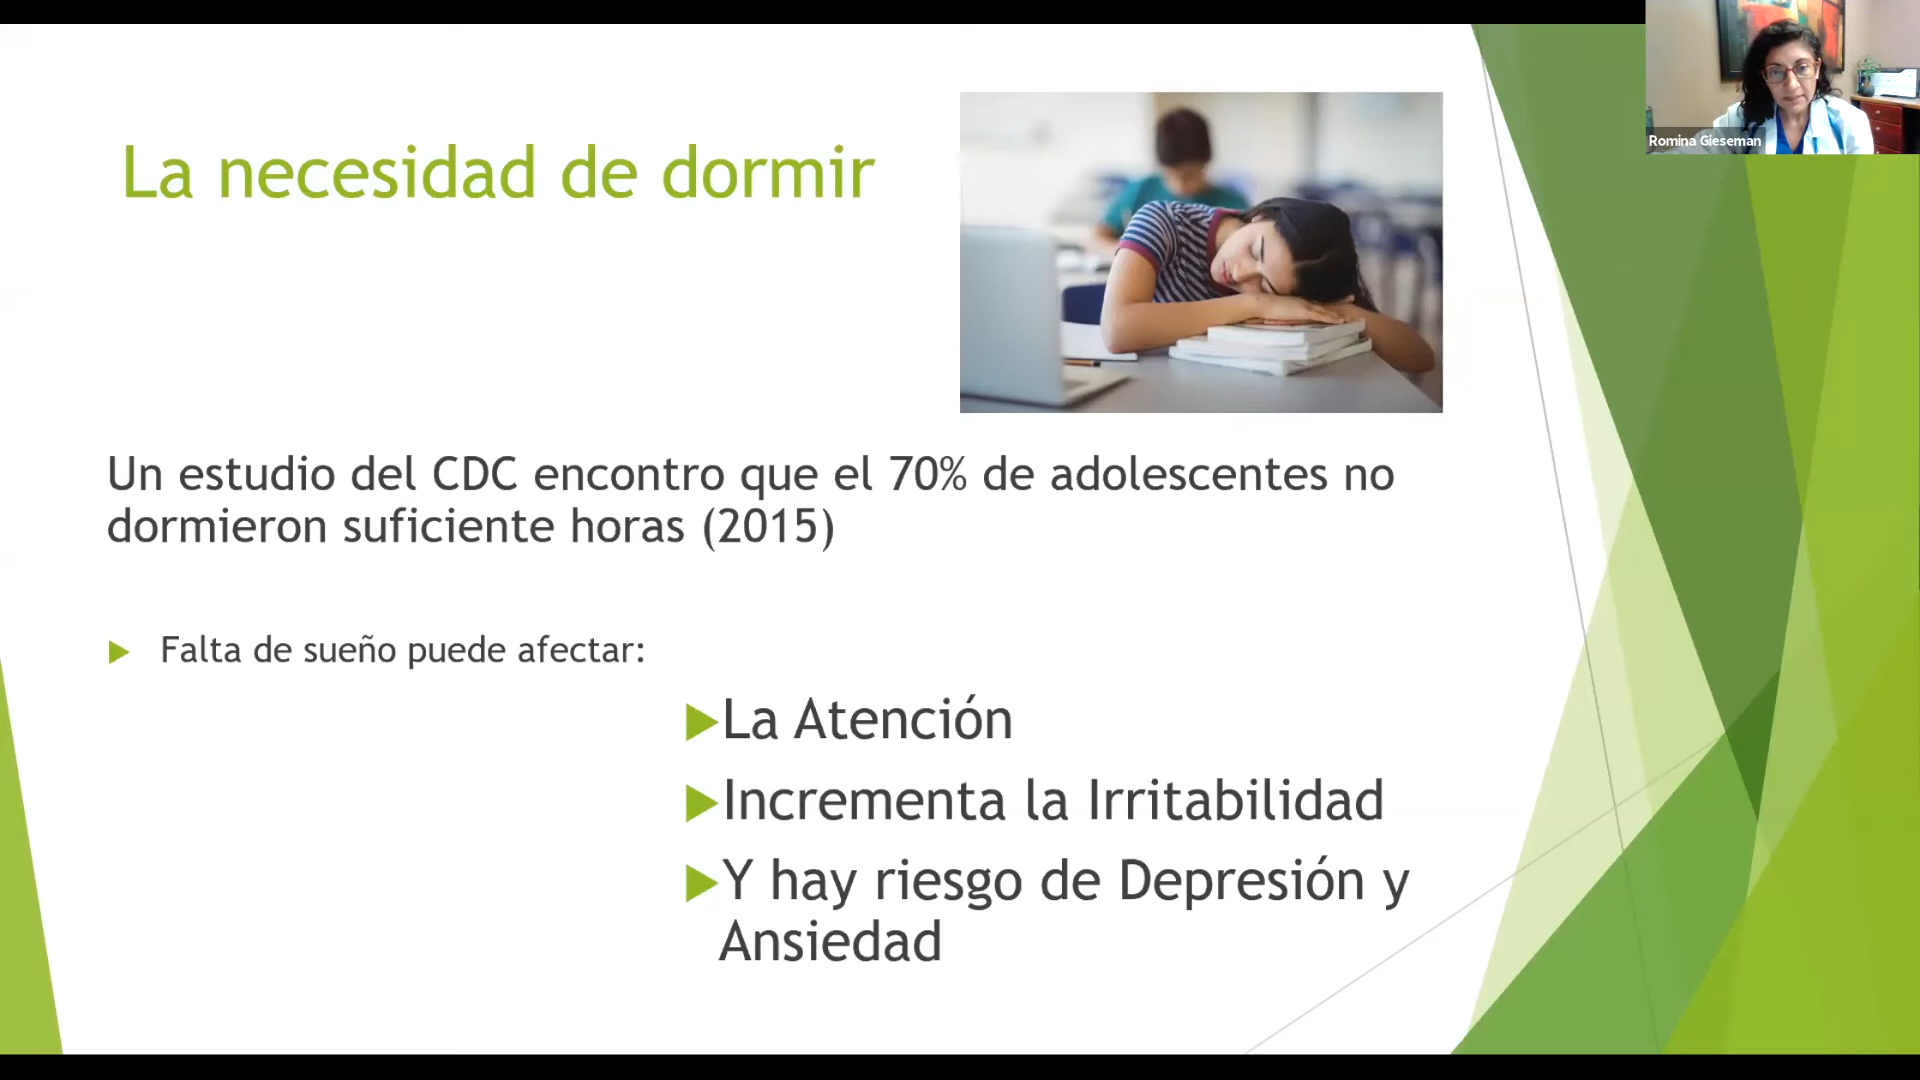 La necesidad de dormir
Romina Gieseman
Un estudio del CDC encontro que el 70% de adolescentes no
dormieron suficiente horas (2015)
Falta de sueño puede afectar:
La Atención
Incrementa la Irritabilidad
Y hay riesgo de Depresión y
Ansiedad